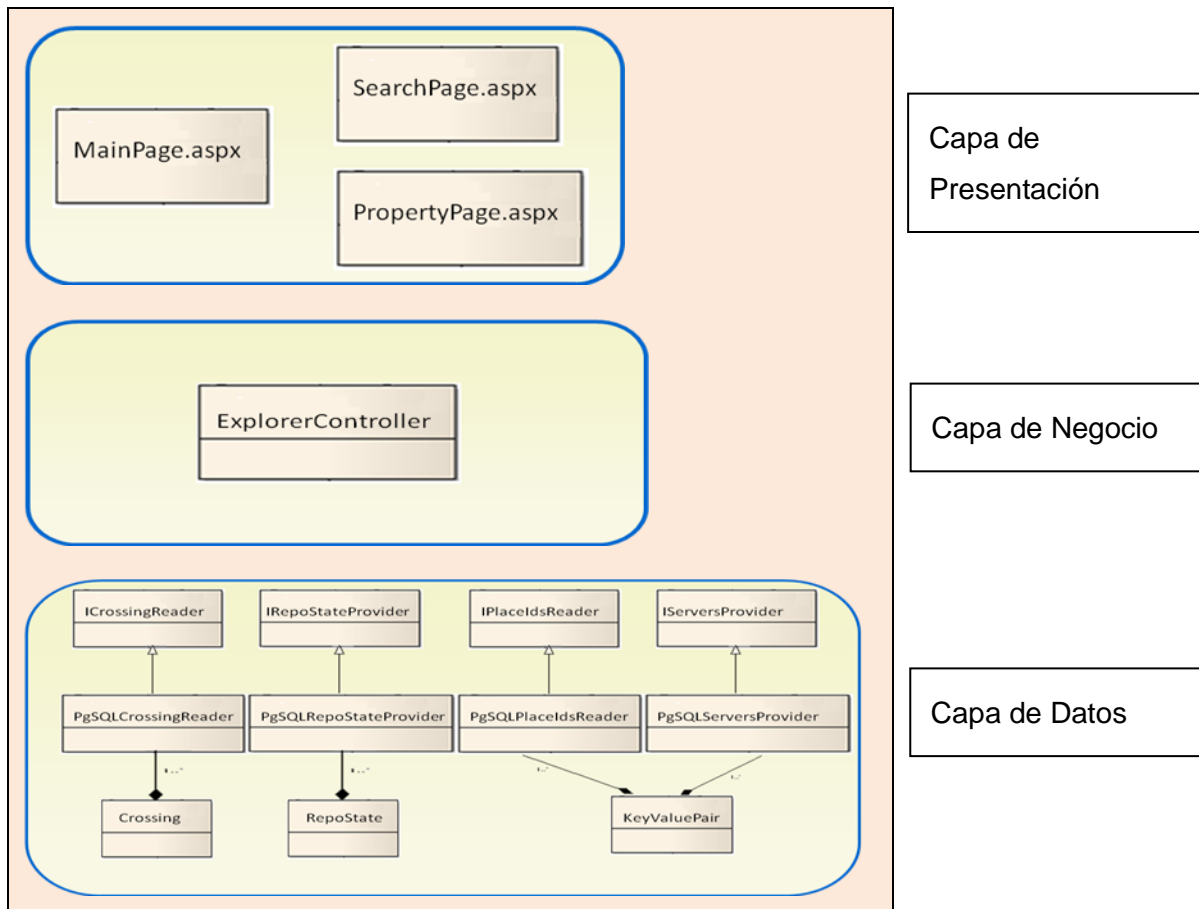 MainPage.aspx
SearchPage.aspx
PropertyPage.aspx
Capa de
Presentación
ExplorerController
Capa de Negocio
ICrossingReader
IRepoStateProvider
IPlaceIdsReader
IServersProvider
PgSQLCrossingReader
PgSQLRepoStateProvider
PgSQLPlaceIdsReader
PgSQLServersProvider
Crossing
RepoState
KeyValuePair
Capa de Datos